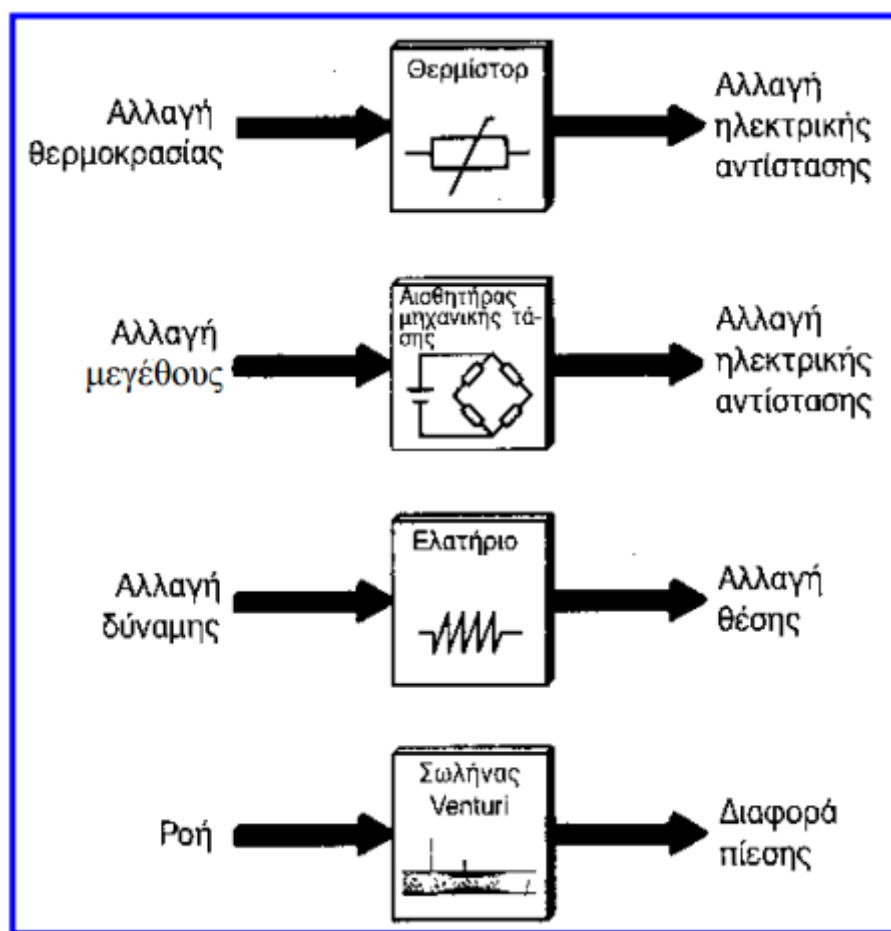 Θερμίστορ
Αλλαγή
θερμοκρασίας
Αλλαγή
ηλεκτρικής
αντίστασης
Αισθητήρας
μηχανικής τά-
σης
Αλλαγή
μεγέθους
Αλλαγή
ηλεκτρικής
αντίστασης
Ελατήριο
Αλλαγή
δύναμης
Αλλαγή
θέσης
Σωλήνας
Venturi
Ροή
Διαφορά
πίεσης